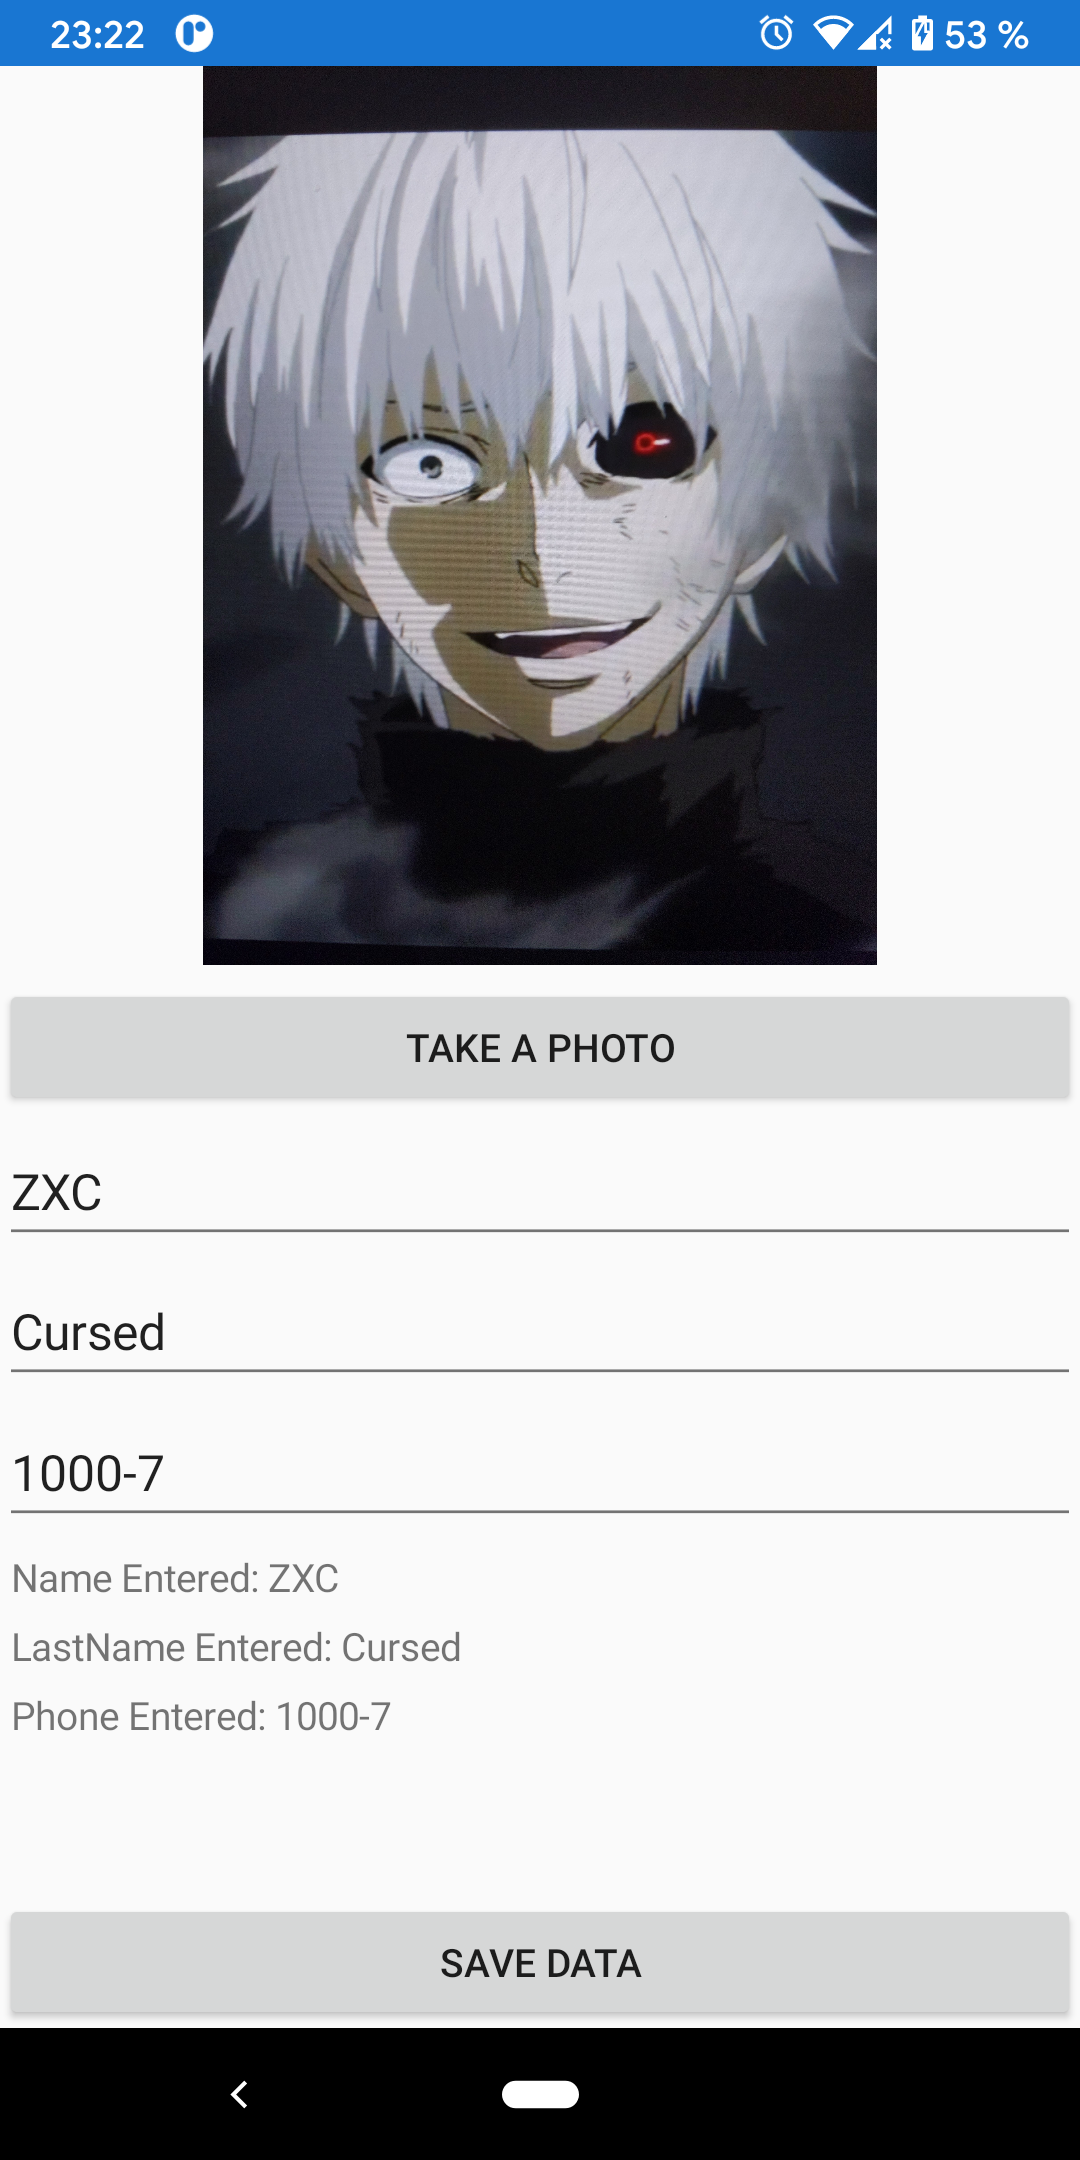 23:22
53 %
TAKE A PHOTO
ZXC
Cursed
1000-7
Name Entered: ZXC
LastName Entered: Cursed
Phone Entered: 1000-7
SAVE DATA